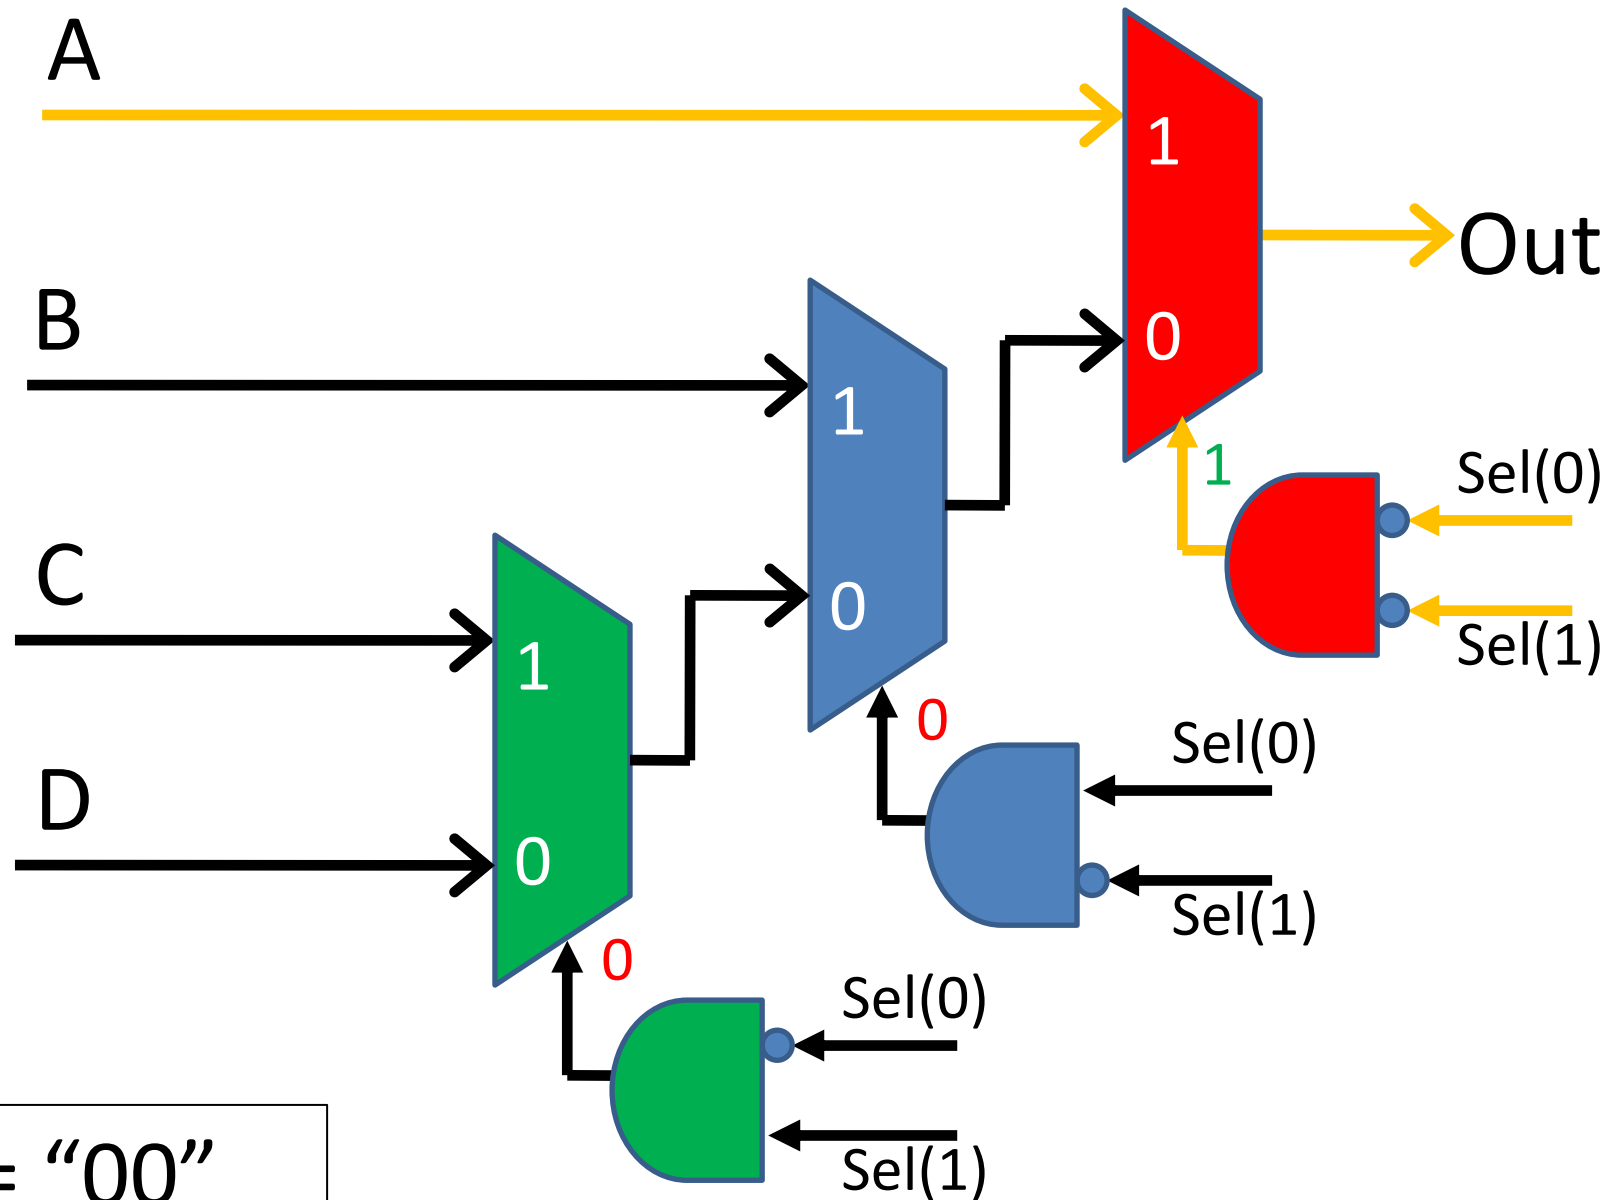 A
1
Out
B
0
1
1
Sel(0)
C
0
Sel(1)
1
0
Sel(0)
D
0
Sel(1)
0
Sel(0)
Sel(1)
= “00”